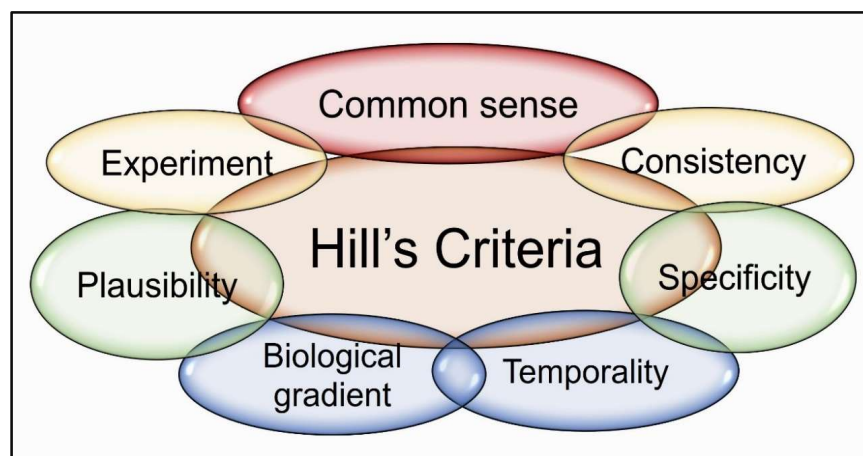 Common sense
Experiment
Consistency
Hill's Criteria
Plausibility
Specificity
Biological
gradient
Temporality